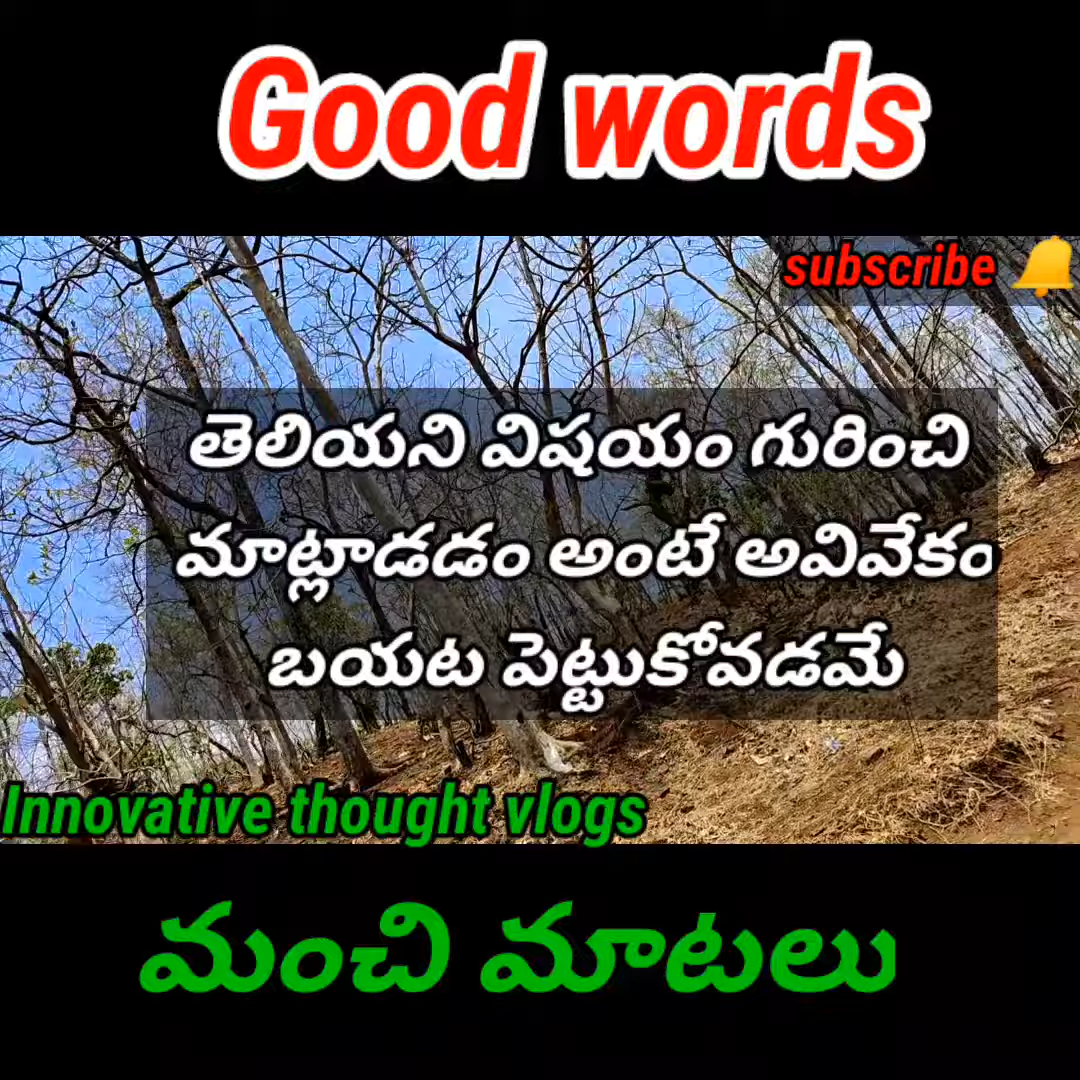 Good words
subscribe 🔔
తెలియని విషయం గురించి
మాట్లాడడం అంటే అవివేకం
బయట పెట్టుకోవడమే
Innovative thought vlogs
మంచి మాటలు